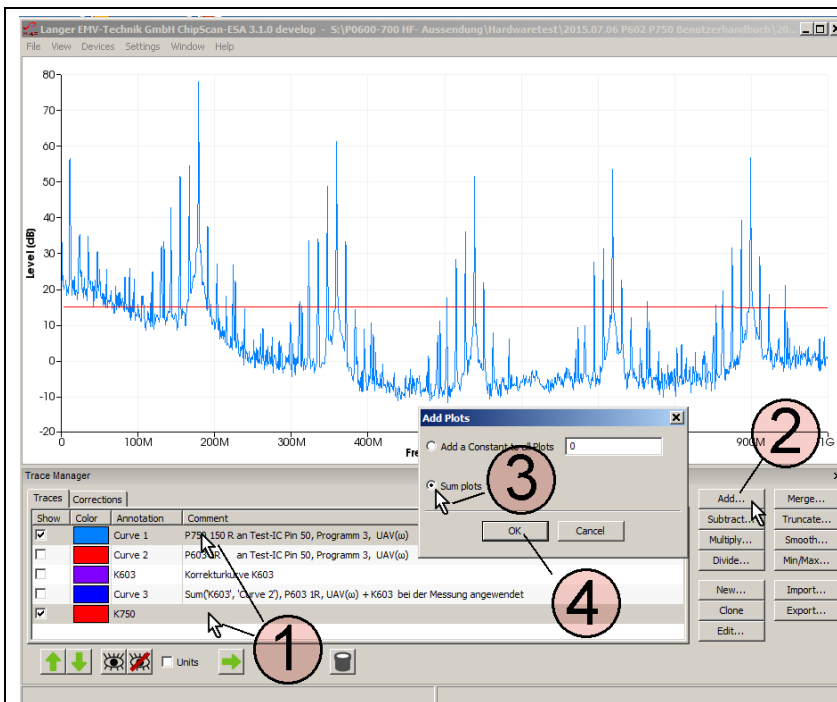 Langer EMV-Technik GmbH ChipScan-ESA 3.1.0 develop - S:\P0600-700 HF- Aussendung\Hardwaretest\2015.07.06 P602 P750 Benutzerhandbuch\20...
File View Devices Settings Window Help
80
70
60
50
40
30
20
10
0
-10
-20
Level (dB)
0 100M 200M 300M 400M 900M 1G
Fre
Add Plots
Add a Constant to all Plots 0
Sum plots
OK Cancel
1
2
3
4
Trace Manager
Traces Corrections
Show Color Annotation Comment
Curve 1 P750 150 R an Test-IC Pin 50, Programm 3, UAV(ω)
Curve 2 P603 1R an Test-IC Pin 50, Programm 3, UAV(ω)
K603 Korrekturkurve K603
Curve 3 Sum('K603', 'Curve 2'), P603 1R, UAV(ω) + K603 bei der Messung angewendet
K750
Units
Add... Merge...
Subtract... Truncate...
Multiply... Smooth...
Divide... Min/Max...
New... Import...
Clone Export...
Edit...